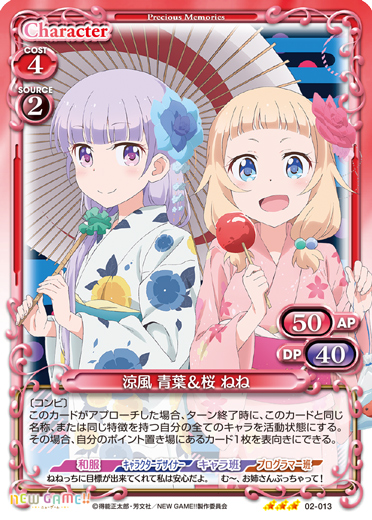 Precious Memories
Character
COST
4
SOURCE
2
50 AP
DP 40
涼風 青葉&桜 ねね
[コンビ]
このカードがアプローチした場合、ターン終了時に、このカードと同じ
名称、または同じ特徴を持つ自分の全てのキャラを活動状態にする。
その場合、自分のポイント置き場にあるカード1枚を表向きにできる。
和服 キャラクターデザイナー キャラ班 プログラマー班
ねねっちに目標が出来てくれて私は安心だよ。 む〜、お姉さんぶっちゃって!
NEW GAME!!
©得能正太郎・芳文社/NEW GAME!!製作委員会
★★★ 02-013